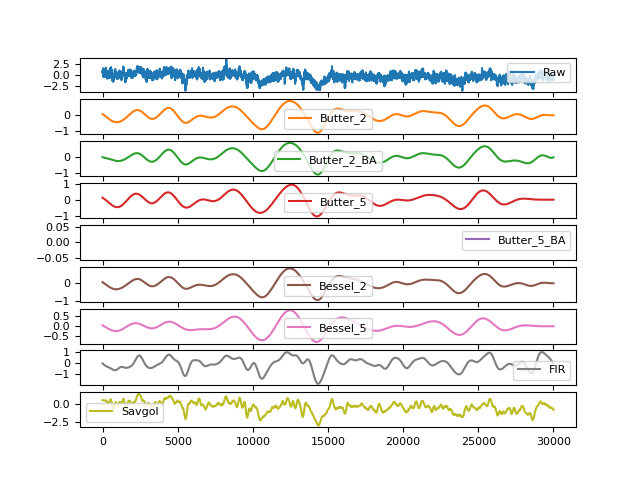 2.5
0.0
−2.5
Raw
0
−1
Butter_2
0
−1
Butter_2_BA
1
0
−1
Butter_5
0.05
0.00
−0.05
Butter_5_BA
0
−1
Bessel_2
0.5
0.0
−0.5
Bessel_5
1
0
−1
FIR
0.0
−2.5
Savgol
0 5000 10000 15000 20000 25000 30000